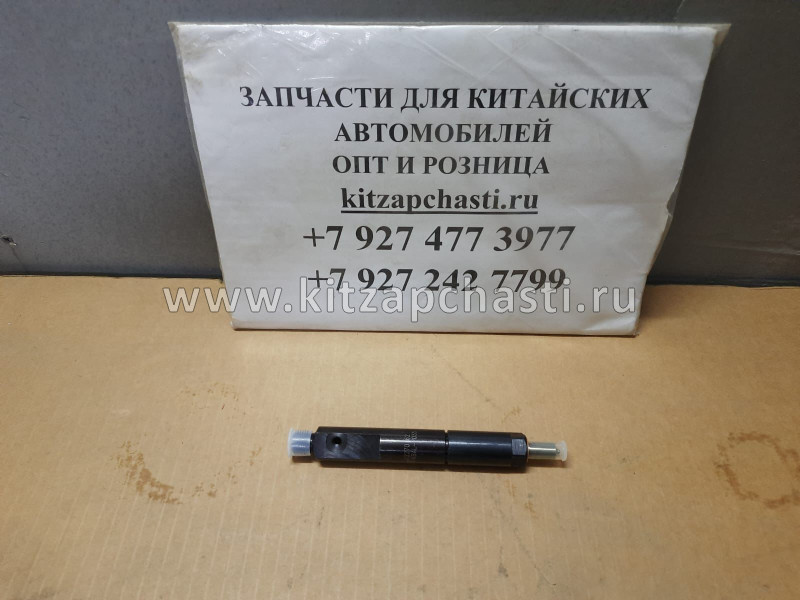 ЗАПЧАСТИ ДЛЯ КИТАЙСКИХ
АВТОМОБИЛЕЙ
ОПТ И РОЗНИЦА
kitzapchasti.ru
+7 927 477 3977
+7 927 242 7799
www.kitzapchasti.ru